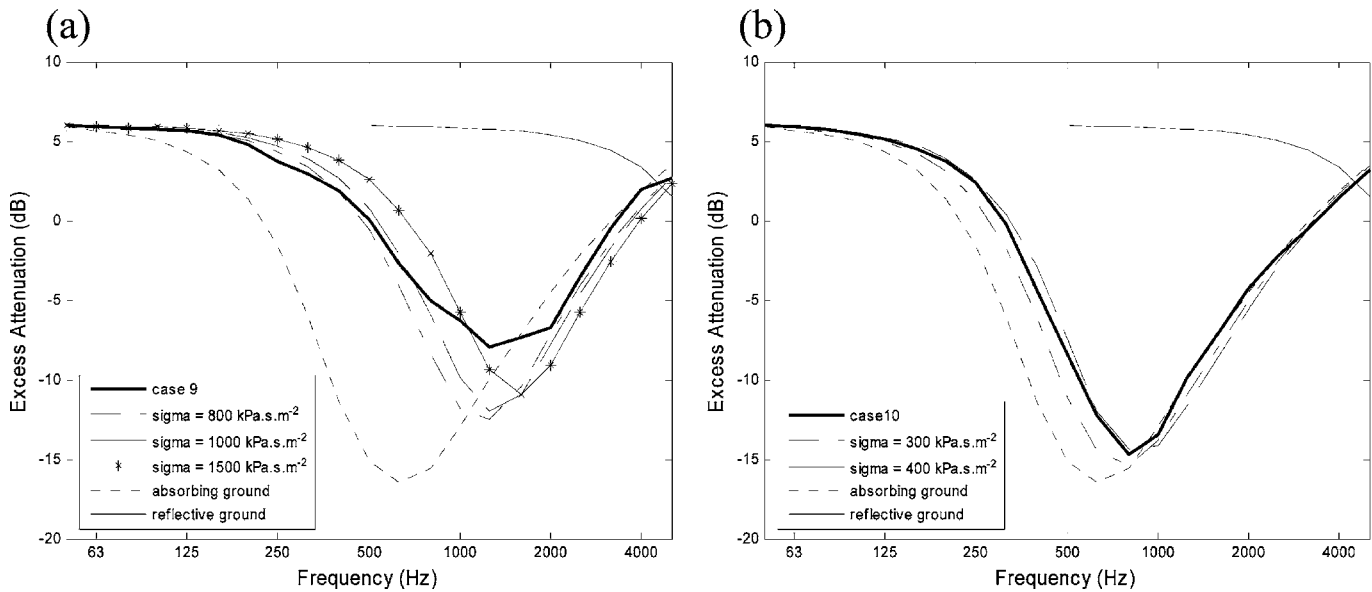 (a)
10
5
0
-5
-10
-15
-20
Excess Attenuation (dB)
case 9
sigma = 800 kPa.s.m-2
sigma = 1000 kPa.s.m-2
sigma = 1500 kPa.s.m-2
absorbing ground
reflective ground
63 125 250 500 1000 2000 4000
Frequency (Hz)
(b)
10
5
0
-5
-10
-15
-20
Excess Attenuation (dB)
case10
sigma = 300 kPa.s.m-2
sigma = 400 kPa.s.m-2
absorbing ground
reflective ground
63 125 250 500 1000 2000 4000
Frequency (Hz)